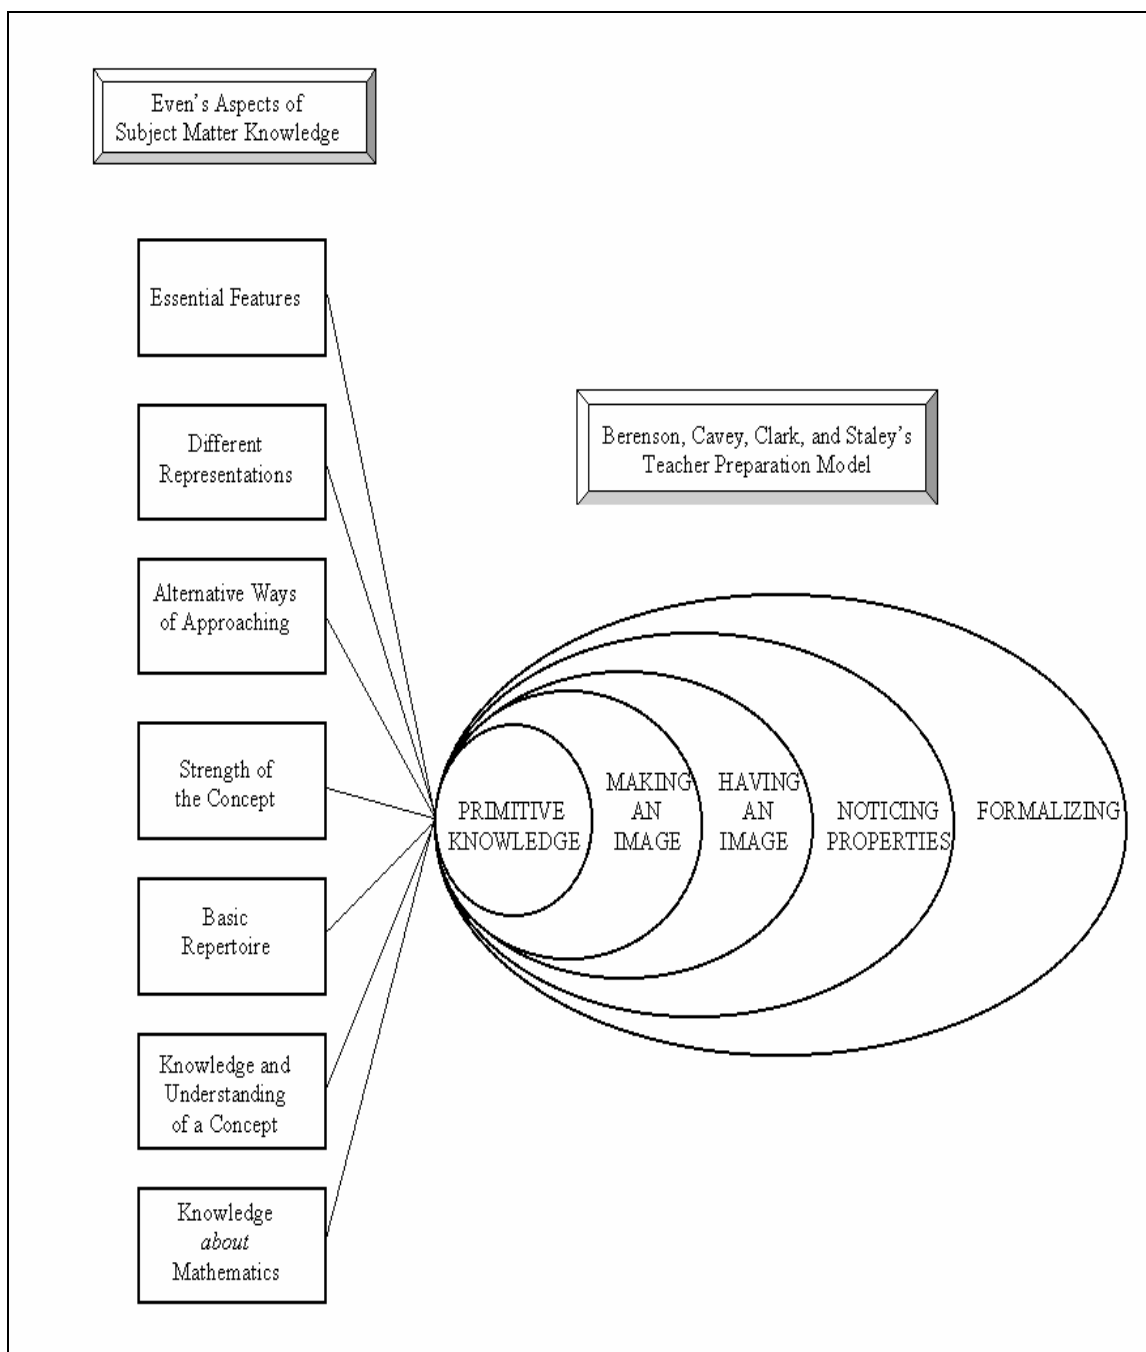 Even's Aspects of
Subject Matter Knowledge
Essential Features
Different
Representations
Alternative Ways
of Approaching
Strength of
the Concept
Basic
Repertoire
Knowledge and
Understanding
of a Concept
Knowledge
about
Mathematics
Berenson, Cavey, Clark, and Staley's
Teacher Preparation Model
PRIMITIVE
KNOWLEDGE
MAKING
AN
IMAGE
HAVING
AN
IMAGE
NOTICING
PROPERTIES
FORMALIZING